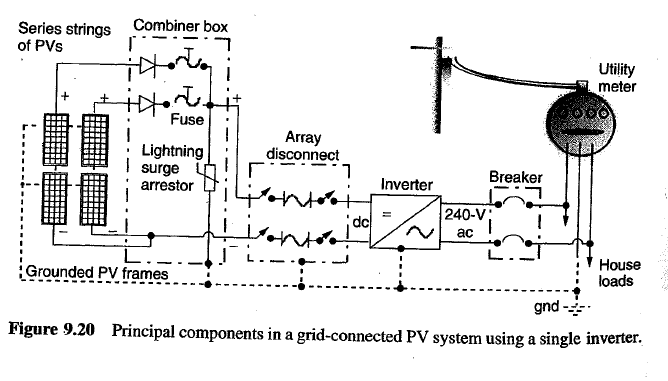 Series strings
of PVs
Combiner box
Utility
meter
+
+
+
Fuse
Array
disconnect
Lightning
surge
arrestor
Inverter
Breaker
dc
=
240-V
ac
−
−
−
Grounded PV frames
House
loads
gnd
Figure 9.20 Principal components in a grid-connected PV system using a single inverter.